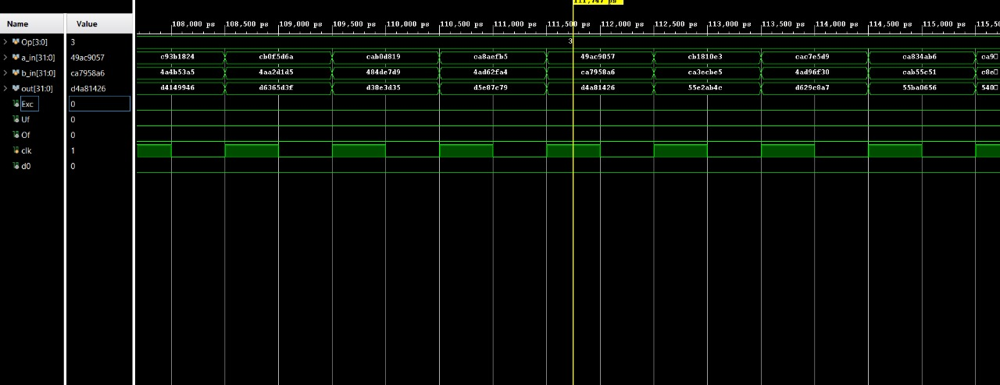 111,747 ps
Name Value
108,000 ps 108,500 ps 109,000 ps 109,500 ps 110,000 ps 110,500 ps 111,000 ps 111,500 ps 112,000 ps 112,500 ps 113,000 ps 113,500 ps 114,000 ps 114,500 ps 115,000 ps 115,5
Op[3:0] 3 3
a_in[31:0] 49ac9057 c93b1824 cb0f5d6a cab0d819 ca8aefb5 49ac9057 cb1810e3 cac7e5d9 ca834ab6 ca9
b_in[31:0] ca7958a6 4a4b53a5 4aa2d1d5 484de7d9 4ad62fa4 ca7958a6 ca3ecbe5 4ad96f30 cab55c51 c8e
out[31:0] d4a81426 d4149946 d6365d3f d38e3d35 d5e87c79 d4a81426 55e2ab4c d629c8a7 55ba0656 540
Exc 0
Uf 0
Of 0
clk 1
d0 0